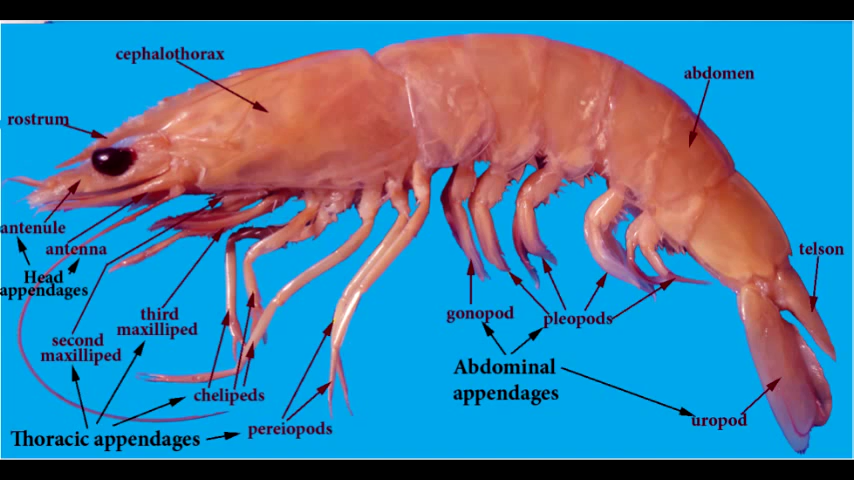 cephalothorax
abdomen
rostrum
antenule
antenna
telson
Head
appendages
third
maxilliped
gonopod
pleopods
second
maxilliped
Abdominal
appendages
chelipeds
uropod
Thoracic appendages
pereiopods